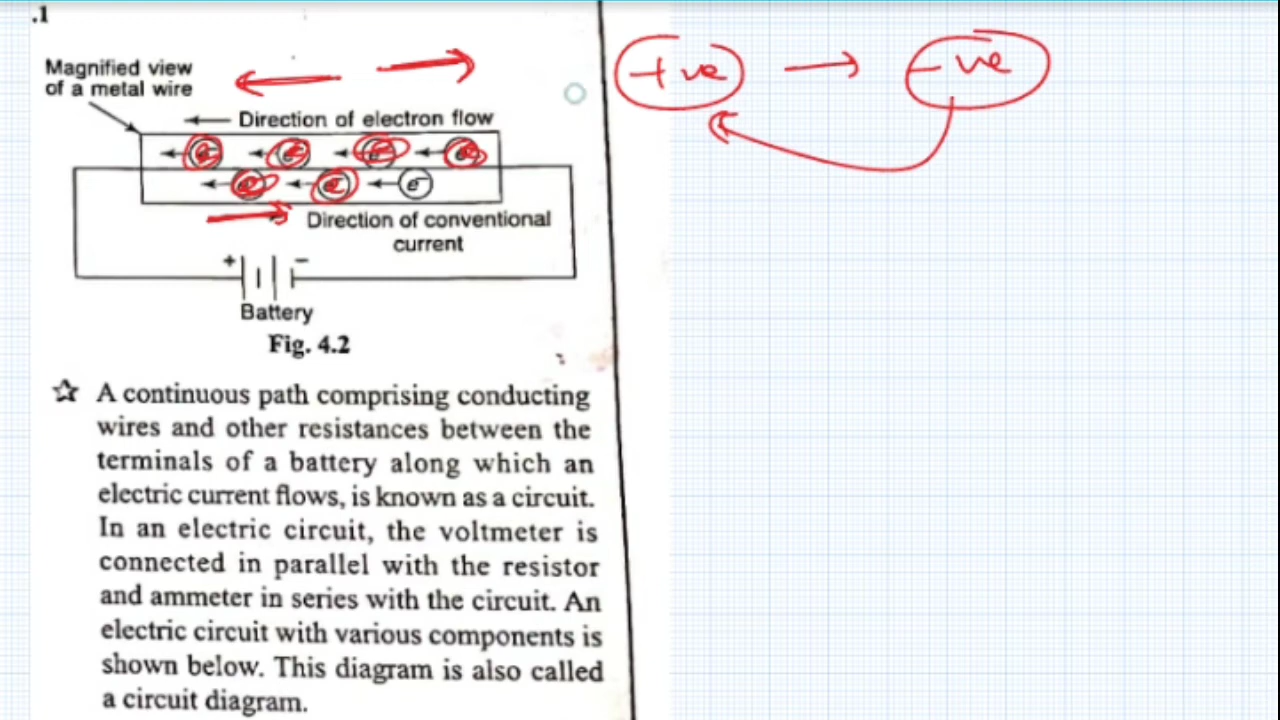 .1
Magnified view
of a metal wire
Direction of electron flow
e⁻ e⁻ e⁻ e⁻
e⁻ e⁻ e⁻
Direction of conventional
current
+ −
Battery
Fig. 4.2
☆ A continuous path comprising conducting
wires and other resistances between the
terminals of a battery along which an
electric current flows, is known as a circuit.
In an electric circuit, the voltmeter is
connected in parallel with the resistor
and ammeter in series with the circuit. An
electric circuit with various components is
shown below. This diagram is also called
a circuit diagram.
+ve → −ve